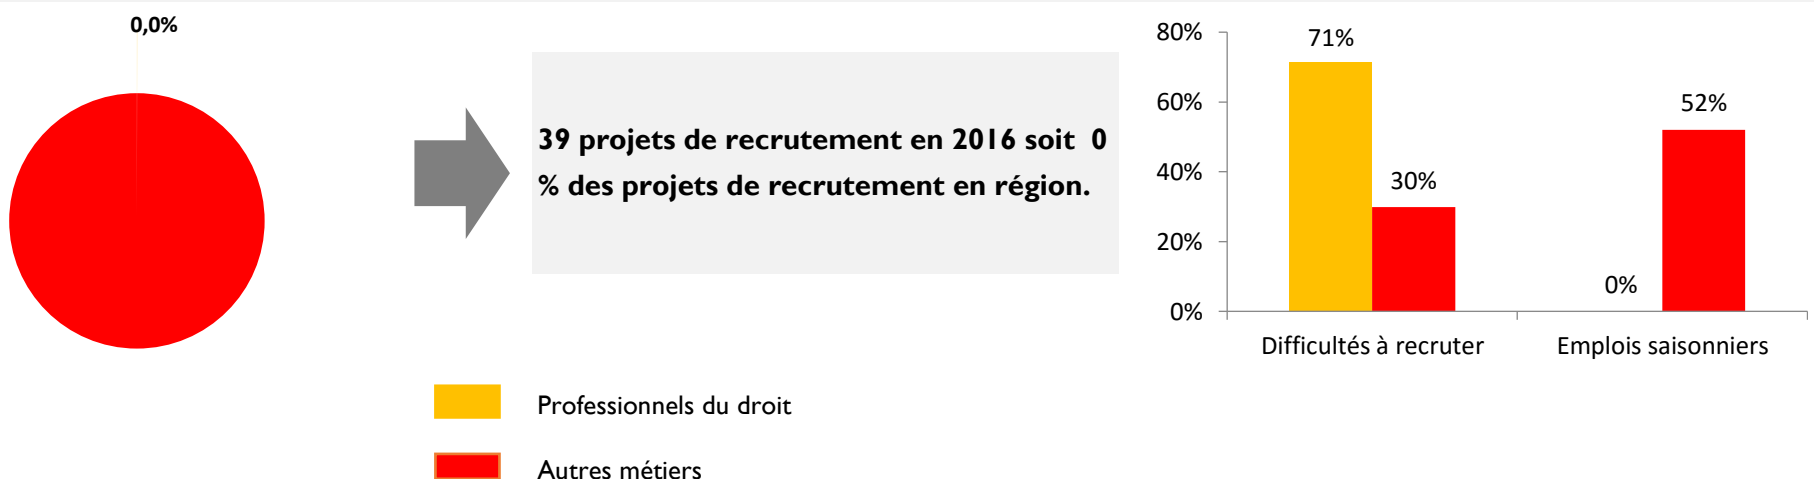 0,0%
39 projets de recrutement en 2016 soit  0
% des projets de recrutement en région.
80%
60%
40%
20%
0%
71%
30%
0%
52%
Difficultés à recruter
Emplois saisonniers
Professionnels du droit
Autres métiers